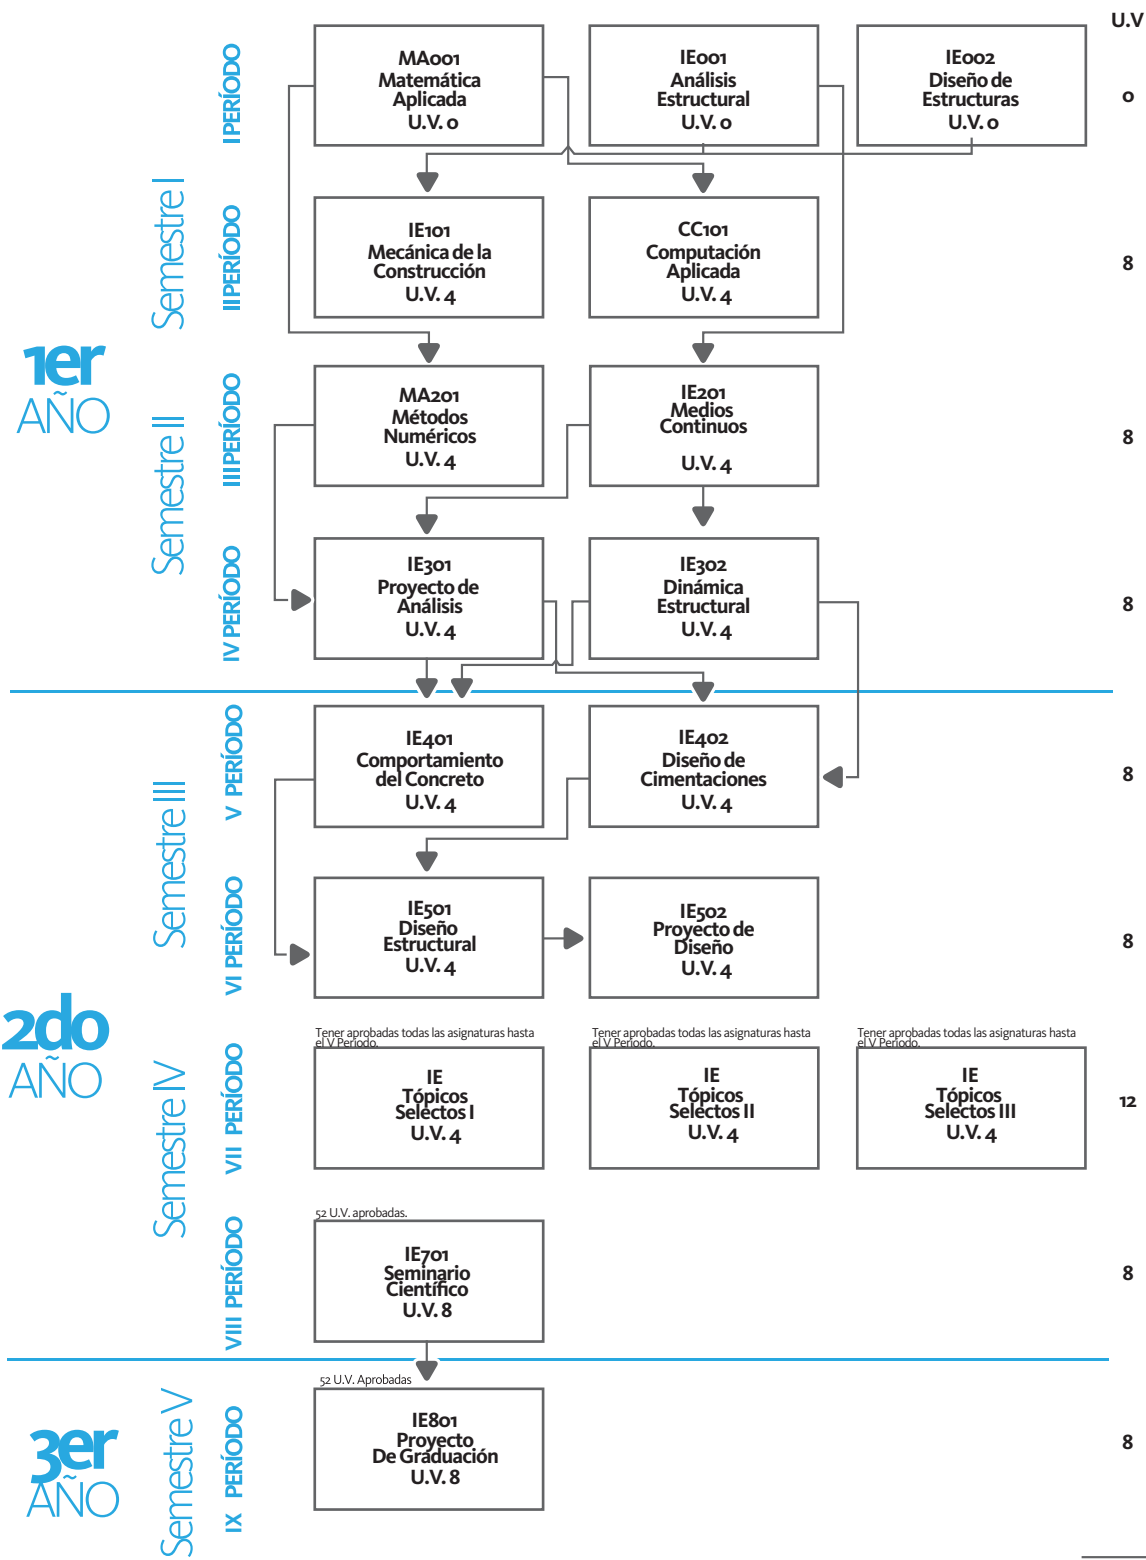 U.V
1er
AÑO
Semestre I
I PERÍODO
MA001
Matemática
Aplicada
U.V. 0
IE001
Análisis
Estructural
U.V. 0
IE002
Diseño de
Estructuras
U.V. 0
0
II PERÍODO
IE101
Mecánica de la
Construcción
U.V. 4
CC101
Computación
Aplicada
U.V. 4
8
Semestre II
III PERÍODO
MA201
Métodos
Numéricos
U.V. 4
IE201
Medios
Continuos
U.V. 4
8
IV PERÍODO
IE301
Proyecto de
Análisis
U.V. 4
IE302
Dinámica
Estructural
U.V. 4
8
2do
AÑO
Semestre III
V PERÍODO
IE401
Comportamiento
del Concreto
U.V. 4
IE402
Diseño de
Cimentaciones
U.V. 4
8
VI PERÍODO
IE501
Diseño
Estructural
U.V. 4
IE502
Proyecto de
Diseño
U.V. 4
8
Semestre IV
VII PERÍODO
Tener aprobadas todas las asignaturas hasta
el V Periodo.
IE
Tópicos
Selectos I
U.V. 4
Tener aprobadas todas las asignaturas hasta
el V Periodo.
IE
Tópicos
Selectos II
U.V. 4
Tener aprobadas todas las asignaturas hasta
el V Periodo.
IE
Tópicos
Selectos III
U.V. 4
12
VIII PERÍODO
52 U.V. aprobadas.
IE701
Seminario
Científico
U.V. 8
8
3er
AÑO
Semestre V
IX PERÍODO
52 U.V. Aprobadas
IE801
Proyecto
De Graduación
U.V. 8
8